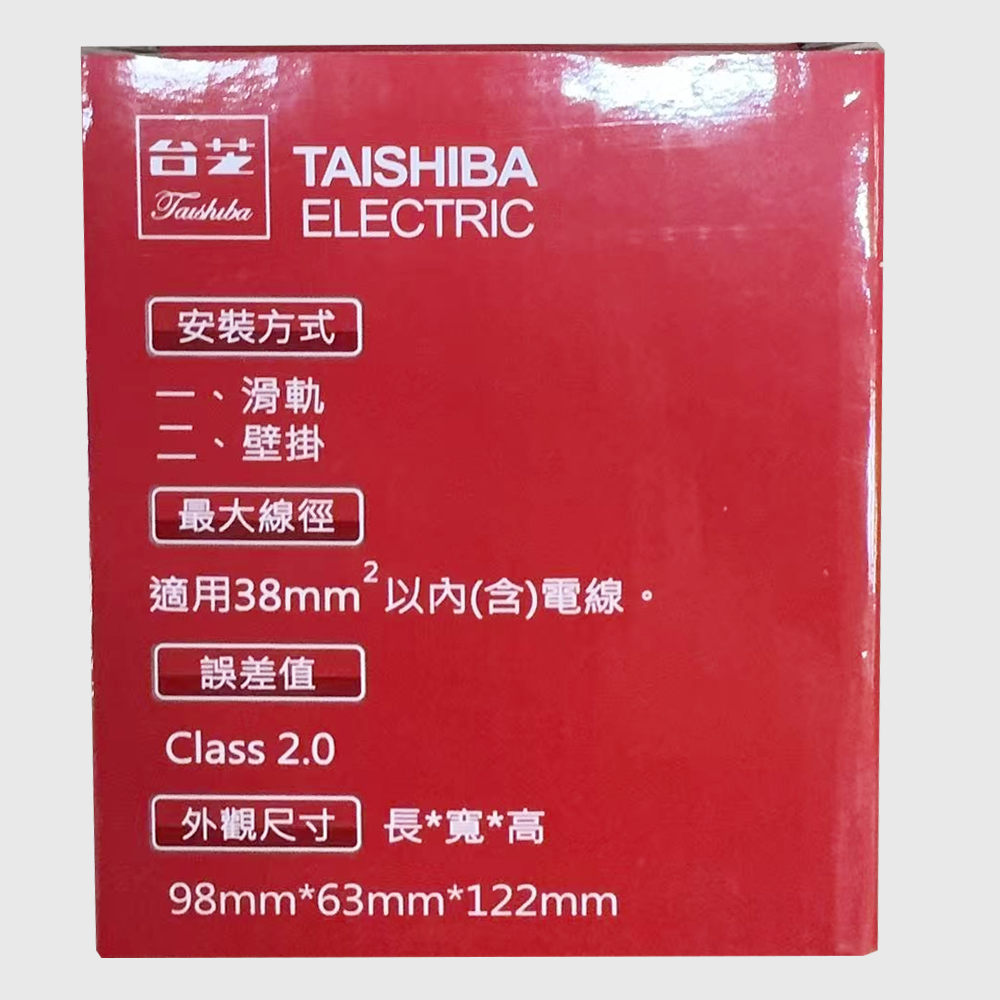 台芝
Taishiba
TAISHIBA
ELECTRIC
安裝方式
一、滑軌
二、壁掛
最大線徑
適用38mm²以內(含)電線。
誤差值
Class 2.0
外觀尺寸 長*寬*高
98mm*63mm*122mm